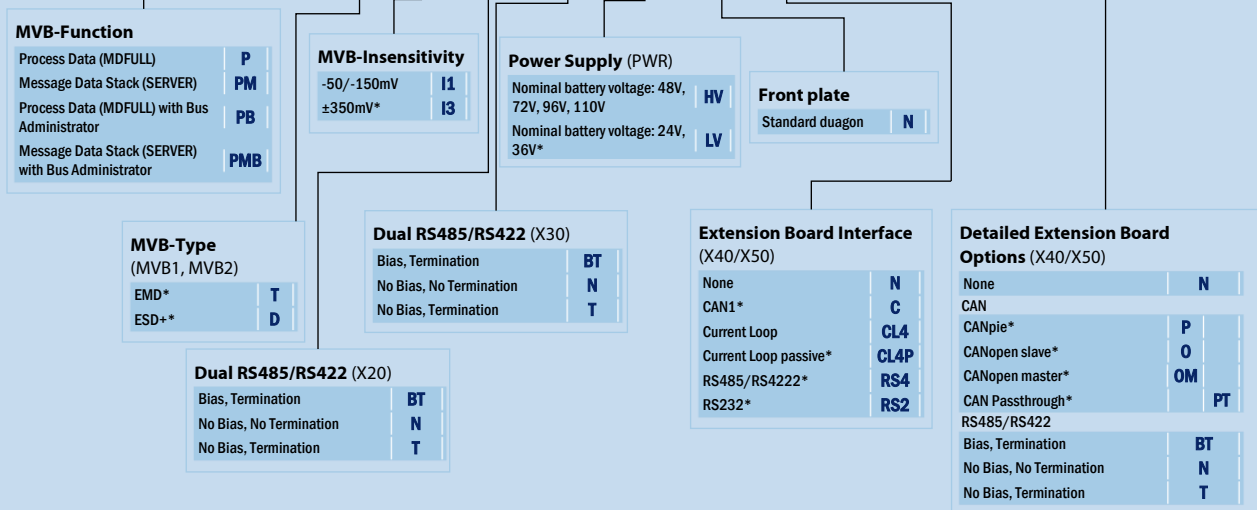 MVB-Function
Process Data (MDFULL) P
Message Data Stack (SERVER) PM
Process Data (MDFULL) with Bus
Administrator PB
Message Data Stack (SERVER)
with Bus Administrator PMB
MVB-Insensitivity
-50/-150mV I1
±350mV* I3
Power Supply (PWR)
Nominal battery voltage: 48V,
72V, 96V, 110V HV
Nominal battery voltage: 24V,
36V* LV
Front plate
Standard duagon N
MVB-Type
(MVB1, MVB2)
EMD* T
ESD+* D
Dual RS485/RS422 (X20)
Bias, Termination BT
No Bias, No Termination N
No Bias, Termination T
Dual RS485/RS422 (X30)
Bias, Termination BT
No Bias, No Termination N
No Bias, Termination T
Extension Board Interface
(X40/X50)
None N
CAN1* C
Current Loop CL4
Current Loop passive* CL4P
RS485/RS4222* RS4
RS232* RS2
Detailed Extension Board
Options (X40/X50)
None N
CAN
CANpie* P
CANopen slave* O
CANopen master* OM
CAN Passthrough* PT
RS485/RS422
Bias, Termination BT
No Bias, No Termination N
No Bias, Termination T